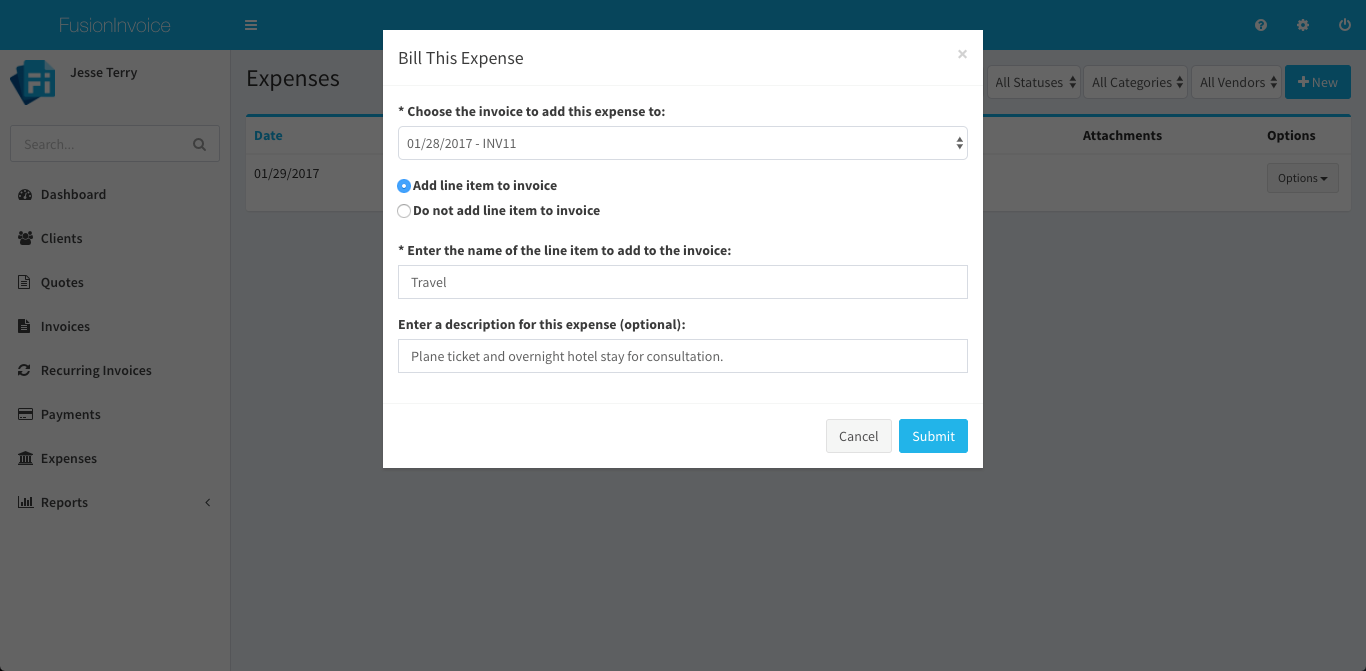 FusionInvoice
Jesse Terry
Search...
Dashboard
Clients
Quotes
Invoices
Recurring Invoices
Payments
Expenses
Reports
Expenses
All Statuses
All Categories
All Vendors
New
Date
Attachments
Options
01/29/2017
Options
Bill This Expense
×
* Choose the invoice to add this expense to:
01/28/2017 - INV11
Add line item to invoice
Do not add line item to invoice
* Enter the name of the line item to add to the invoice:
Travel
Enter a description for this expense (optional):
Plane ticket and overnight hotel stay for consultation.
Cancel
Submit